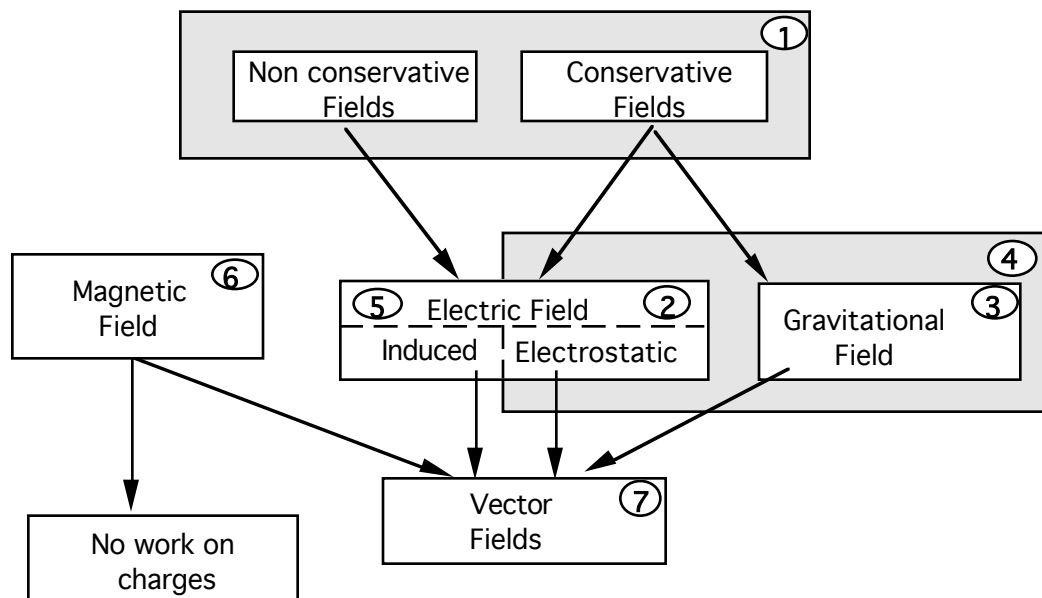 1
Non conservative
Fields
Conservative
Fields
4
6
Magnetic
Field
5
Electric Field
2
Induced
Electrostatic
3
Gravitational
Field
7
Vector
Fields
No work on
charges